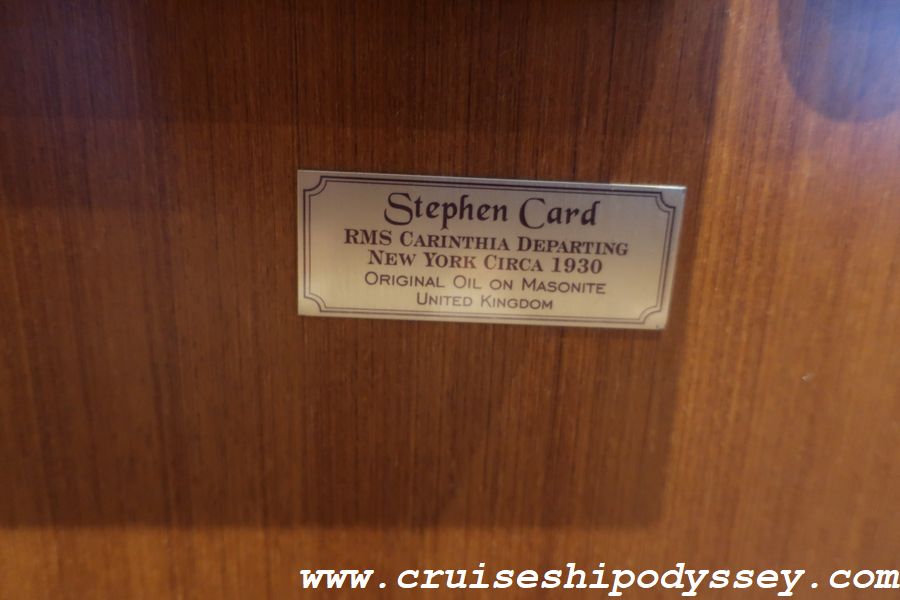 Stephen Card
RMS CARINTHIA DEPARTING
NEW YORK CIRCA 1930
ORIGINAL OIL ON MASONITE
UNITED KINGDOM
www.cruiseshipodyssey.com